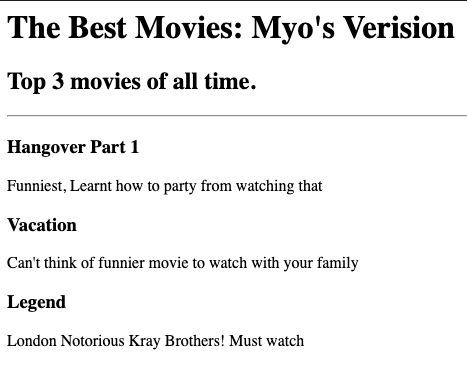 The Best Movies: Myo's Verision
Top 3 movies of all time.
Hangover Part 1
Funniest, Learnt how to party from watching that
Vacation
Can't think of funnier movie to watch with your family
Legend
London Notorious Kray Brothers! Must watch